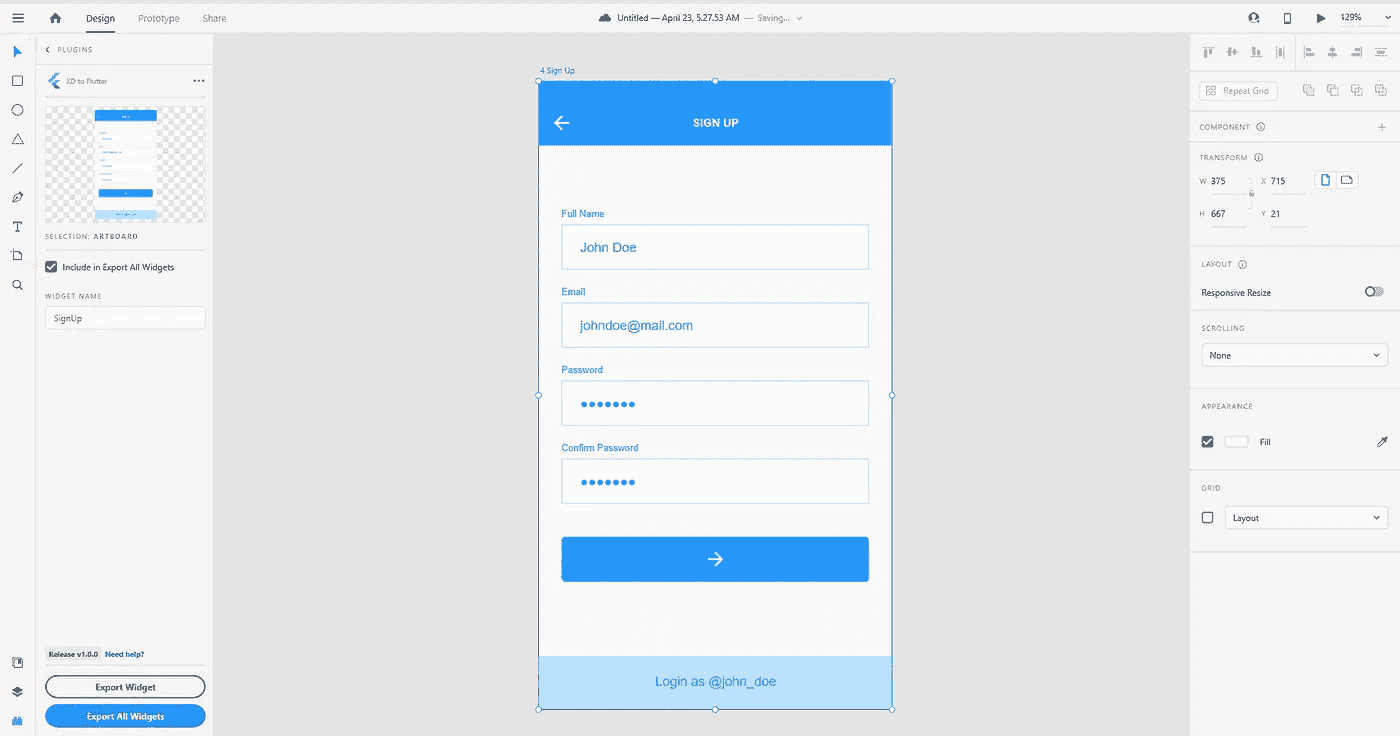 Design Prototype Share
Untitled — April 23, 5.27.53 AM — Saving...
129%
PLUGINS
XD to Flutter
SELECTION: ARTBOARD
Include in Export All Widgets
WIDGET NAME
SignUp
Release v1.0.0 Need help?
Export Widget
Export All Widgets
4 Sign Up
SIGN UP
Full Name
John Doe
Email
johndoe@mail.com
Password
Confirm Password
Login as @john_doe
Repeat Grid
COMPONENT
TRANSFORM
W 375 X 715
H 667 Y 21
LAYOUT
Responsive Resize
SCROLLING
None
APPEARANCE
Fill
GRID
Layout